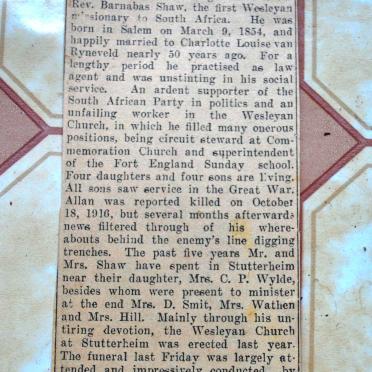 Rev. Barnabas Shaw, the first Wesleyan
missionary to South Africa. He was
born in Salem on March 9, 1854, and
happily married to Charlotte Louise van
Ryneveld nearly 50 years ago. For a
lengthy period he practised as law
agent and was unstinting in his social
service. An ardent supporter of the
South African Party in politics and an
unfailing worker in the Wesleyan
Church, in which he filled many onerous
positions, being circuit steward at Com-
memoration Church and superintendent
of the Fort England Sunday school.
Four daughters and four sons are living.
All sons saw service in the Great War.
Allan was reported killed on October
18, 1916, but several months afterwards
news filtered through of his where-
abouts behind the enemy's line digging
trenches. The past five years Mr. and
Mrs. Shaw have spent in Stutterheim
near their daughter, Mrs. C. P. Wylde,
besides whom were present to minister
at the end Mrs. D. Smit, Mrs. Wathen
and Mrs. Hill. Mainly through his un-
tiring devotion, the Wesleyan Church
at Stutterheim was erected last year.
The funeral last Friday was largely at-
tended and impressively conducted by